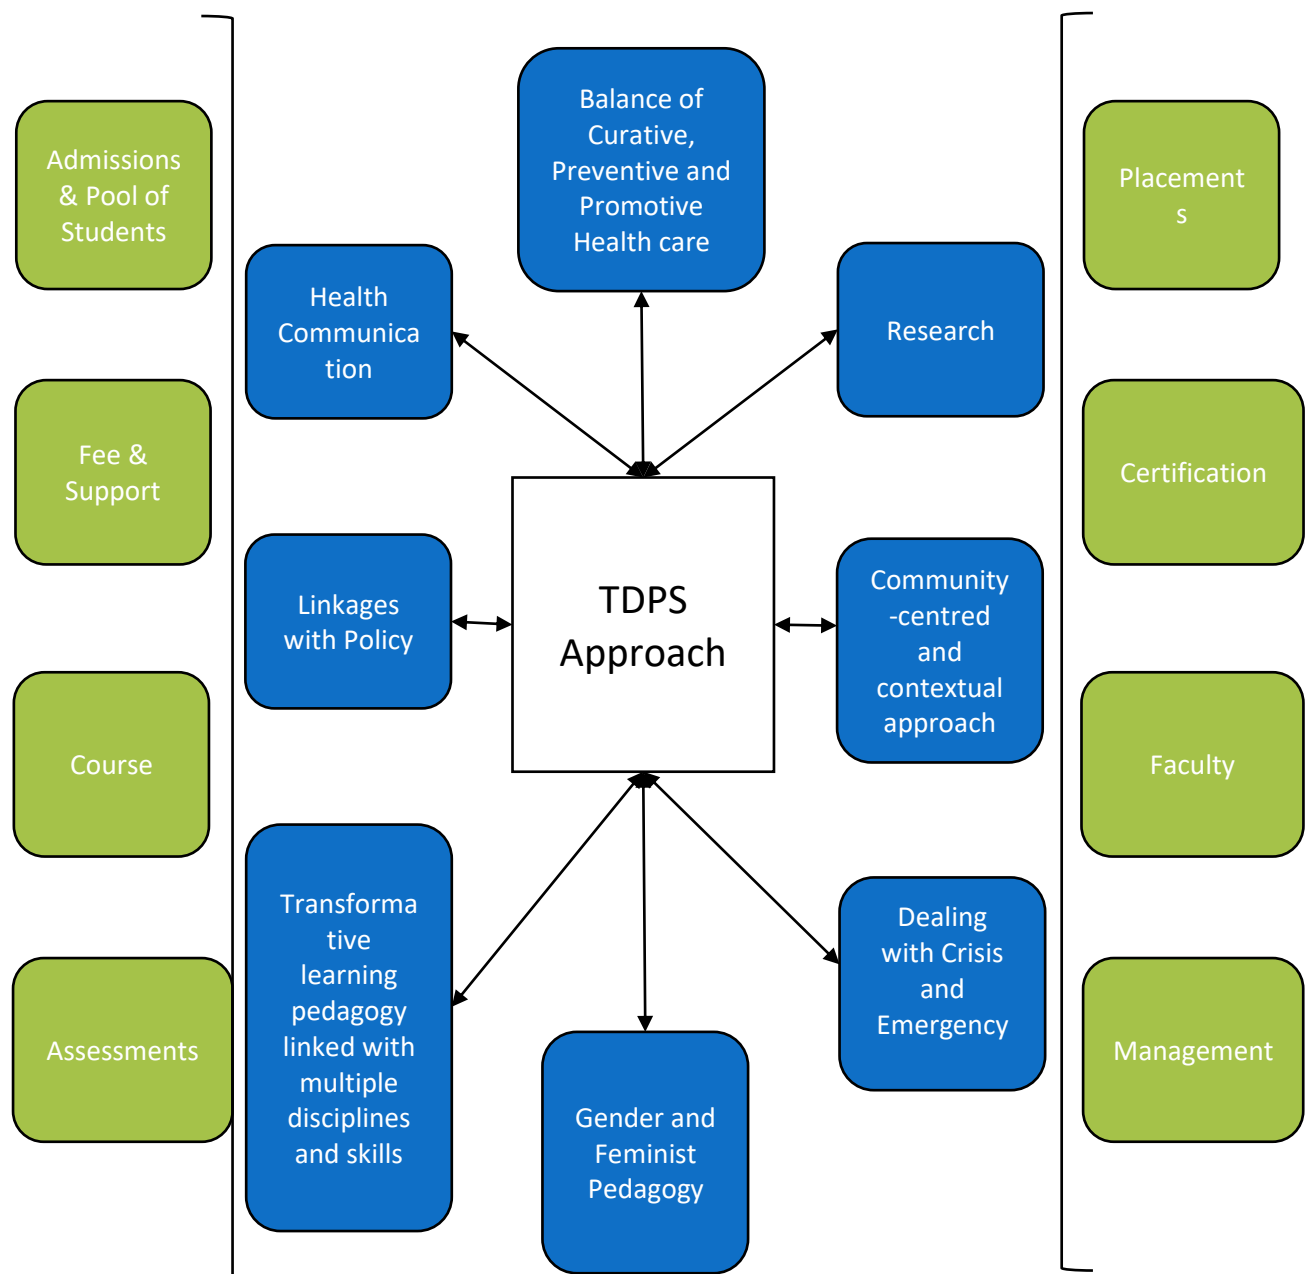 Admissions
& Pool of
Students
Fee &
Support
Course
Assessments
Health
Communica
tion
Linkages
with Policy
Transforma
tive
learning
pedagogy
linked with
multiple
disciplines
and skills
Balance of
Curative,
Preventive and
Promotive
Health care
TDPS
Approach
Gender and
Feminist
Pedagogy
Research
Community
-centred
and
contextual
approach
Dealing
with Crisis
and
Emergency
Placement
s
Certification
Faculty
Management